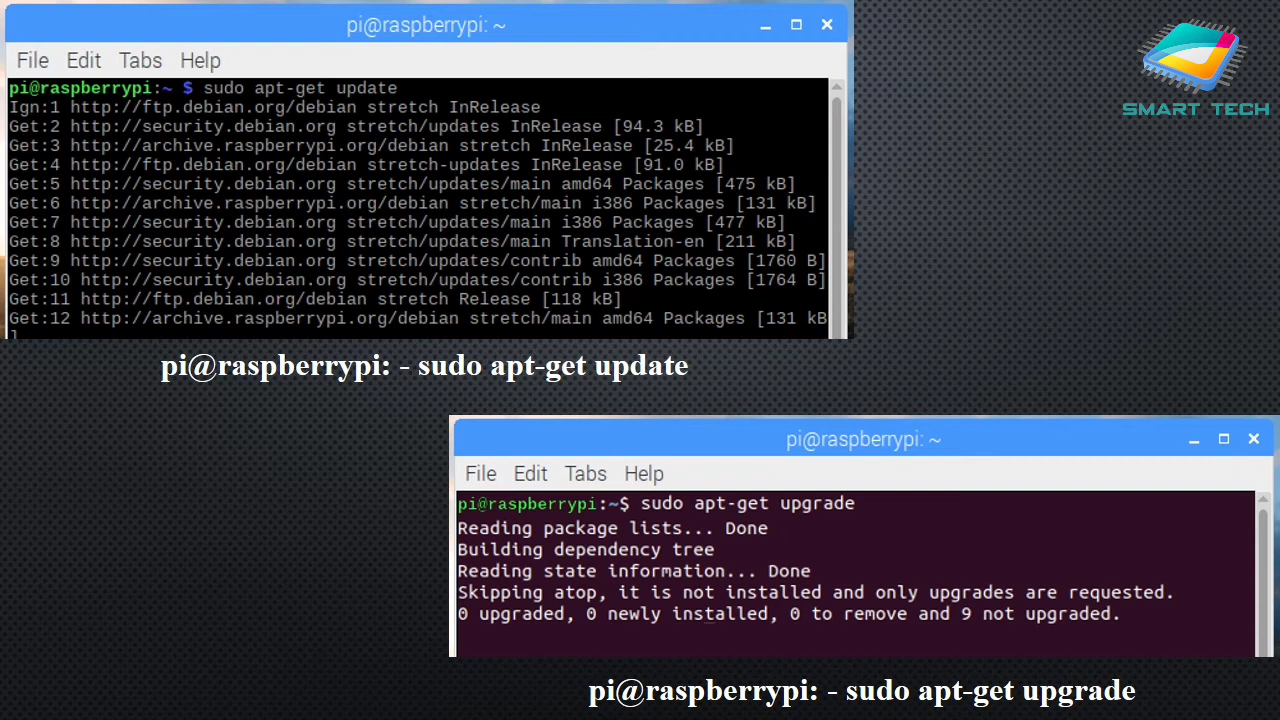 pi@raspberrypi: ~
File Edit Tabs Help
pi@raspberrypi:~ $ sudo apt-get update
Ign:1 http://ftp.debian.org/debian stretch InRelease
Get:2 http://security.debian.org stretch/updates InRelease [94.3 kB]
Get:3 http://archive.raspberrypi.org/debian stretch InRelease [25.4 kB]
Get:4 http://ftp.debian.org/debian stretch-updates InRelease [91.0 kB]
Get:5 http://security.debian.org stretch/updates/main amd64 Packages [475 kB]
Get:6 http://archive.raspberrypi.org/debian stretch/main i386 Packages [131 kB]
Get:7 http://security.debian.org stretch/updates/main i386 Packages [477 kB]
Get:8 http://security.debian.org stretch/updates/main Translation-en [211 kB]
Get:9 http://security.debian.org stretch/updates/contrib amd64 Packages [1760 B]
Get:10 http://security.debian.org stretch/updates/contrib i386 Packages [1764 B]
Get:11 http://ftp.debian.org/debian stretch Release [118 kB]
Get:12 http://archive.raspberrypi.org/debian stretch/main amd64 Packages [131 kB
]
SMART TECH
pi@raspberrypi: - sudo apt-get update
pi@raspberrypi: ~
File Edit Tabs Help
pi@raspberrypi:~$ sudo apt-get upgrade
Reading package lists... Done
Building dependency tree
Reading state information... Done
Skipping atop, it is not installed and only upgrades are requested.
0 upgraded, 0 newly installed, 0 to remove and 9 not upgraded.
pi@raspberrypi: - sudo apt-get upgrade